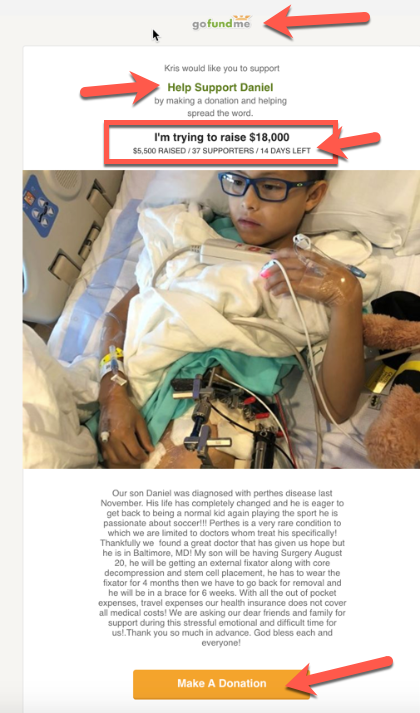 gofundme
Kris would like you to support
Help Support Daniel
by making a donation and helping
spread the word.
I'm trying to raise $18,000
$5,500 RAISED / 37 SUPPORTERS / 14 DAYS LEFT
Our son Daniel was diagnosed with perthes disease last
November. His life has completely changed and he is eager to
get back to being a normal kid again playing the sport he is
passionate about soccer!!! Perthes is a very rare condition to
which we are limited to doctors whom treat his specifically!
Thankfully we found a great doctor that has given us hope but
he is in Baltimore, MD! My son will be having Surgery August
20, he will be getting an external fixator along with core
decompression and stem cell placement, he has to wear the
fixator for 4 months then we have to go back for removal and
he will be in a brace for 6 weeks. With all the out of pocket
expenses, travel expenses our health insurance does not cover
all medical costs! We are asking our dear friends and family for
support during this stressful emotional and difficult time for
us!.Thank you so much in advance. God bless each and
everyone!
Make A Donation